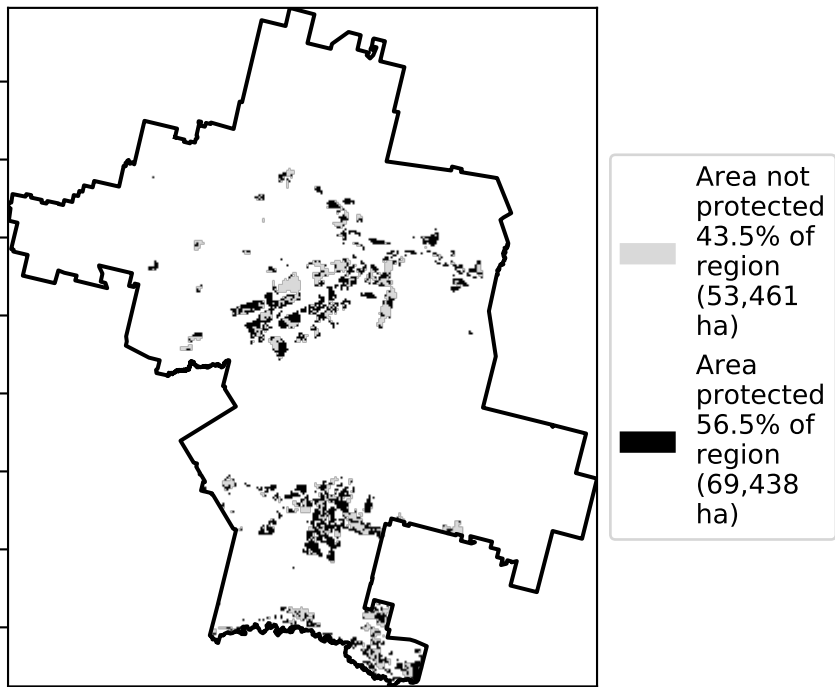 Area not
protected
43.5% of
region
(53,461
ha)
Area
protected
56.5% of
region
(69,438
ha)